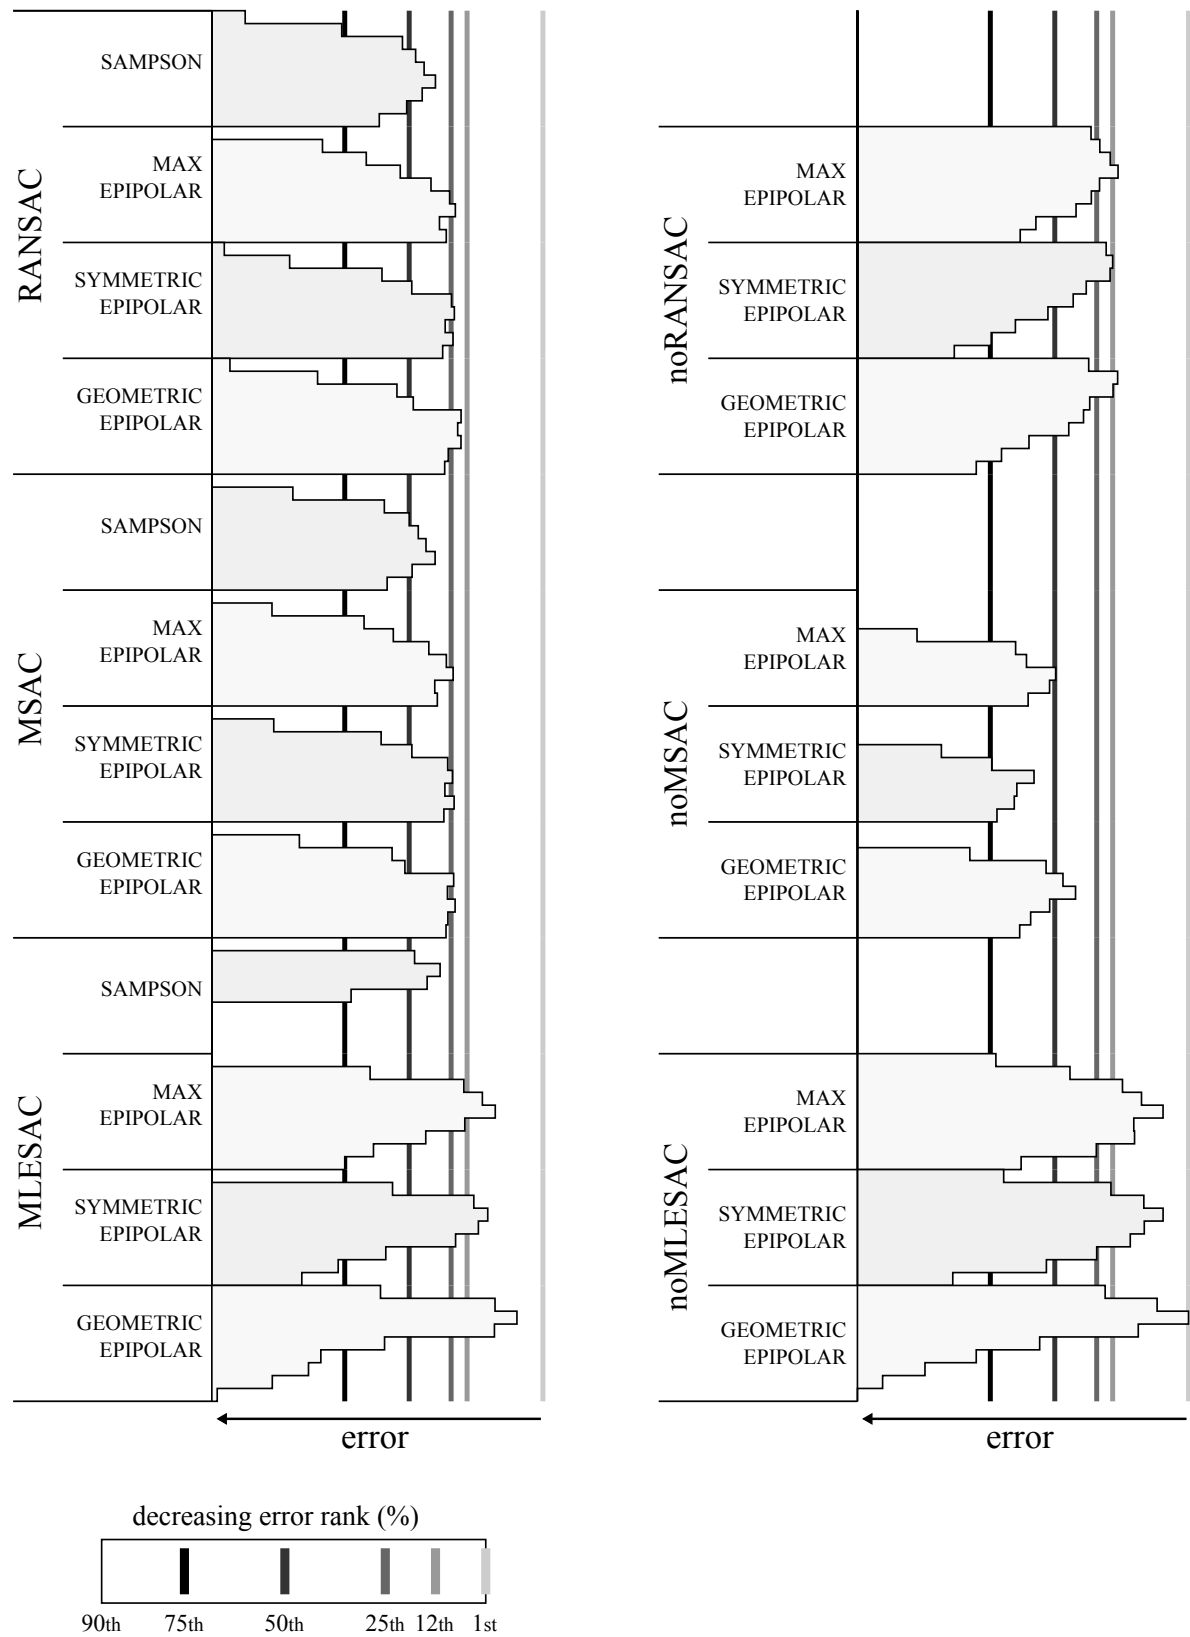 RANSAC
SAMPSON
MAX
EPIPOLAR
SYMMETRIC
EPIPOLAR
GEOMETRIC
EPIPOLAR
MSAC
SAMPSON
MAX
EPIPOLAR
SYMMETRIC
EPIPOLAR
GEOMETRIC
EPIPOLAR
MLESAC
SAMPSON
MAX
EPIPOLAR
SYMMETRIC
EPIPOLAR
GEOMETRIC
EPIPOLAR
error
noRANSAC
MAX
EPIPOLAR
SYMMETRIC
EPIPOLAR
GEOMETRIC
EPIPOLAR
noMSAC
MAX
EPIPOLAR
SYMMETRIC
EPIPOLAR
GEOMETRIC
EPIPOLAR
noMLESAC
MAX
EPIPOLAR
SYMMETRIC
EPIPOLAR
GEOMETRIC
EPIPOLAR
error
decreasing error rank (%)
90th 75th 50th 25th 12th 1st